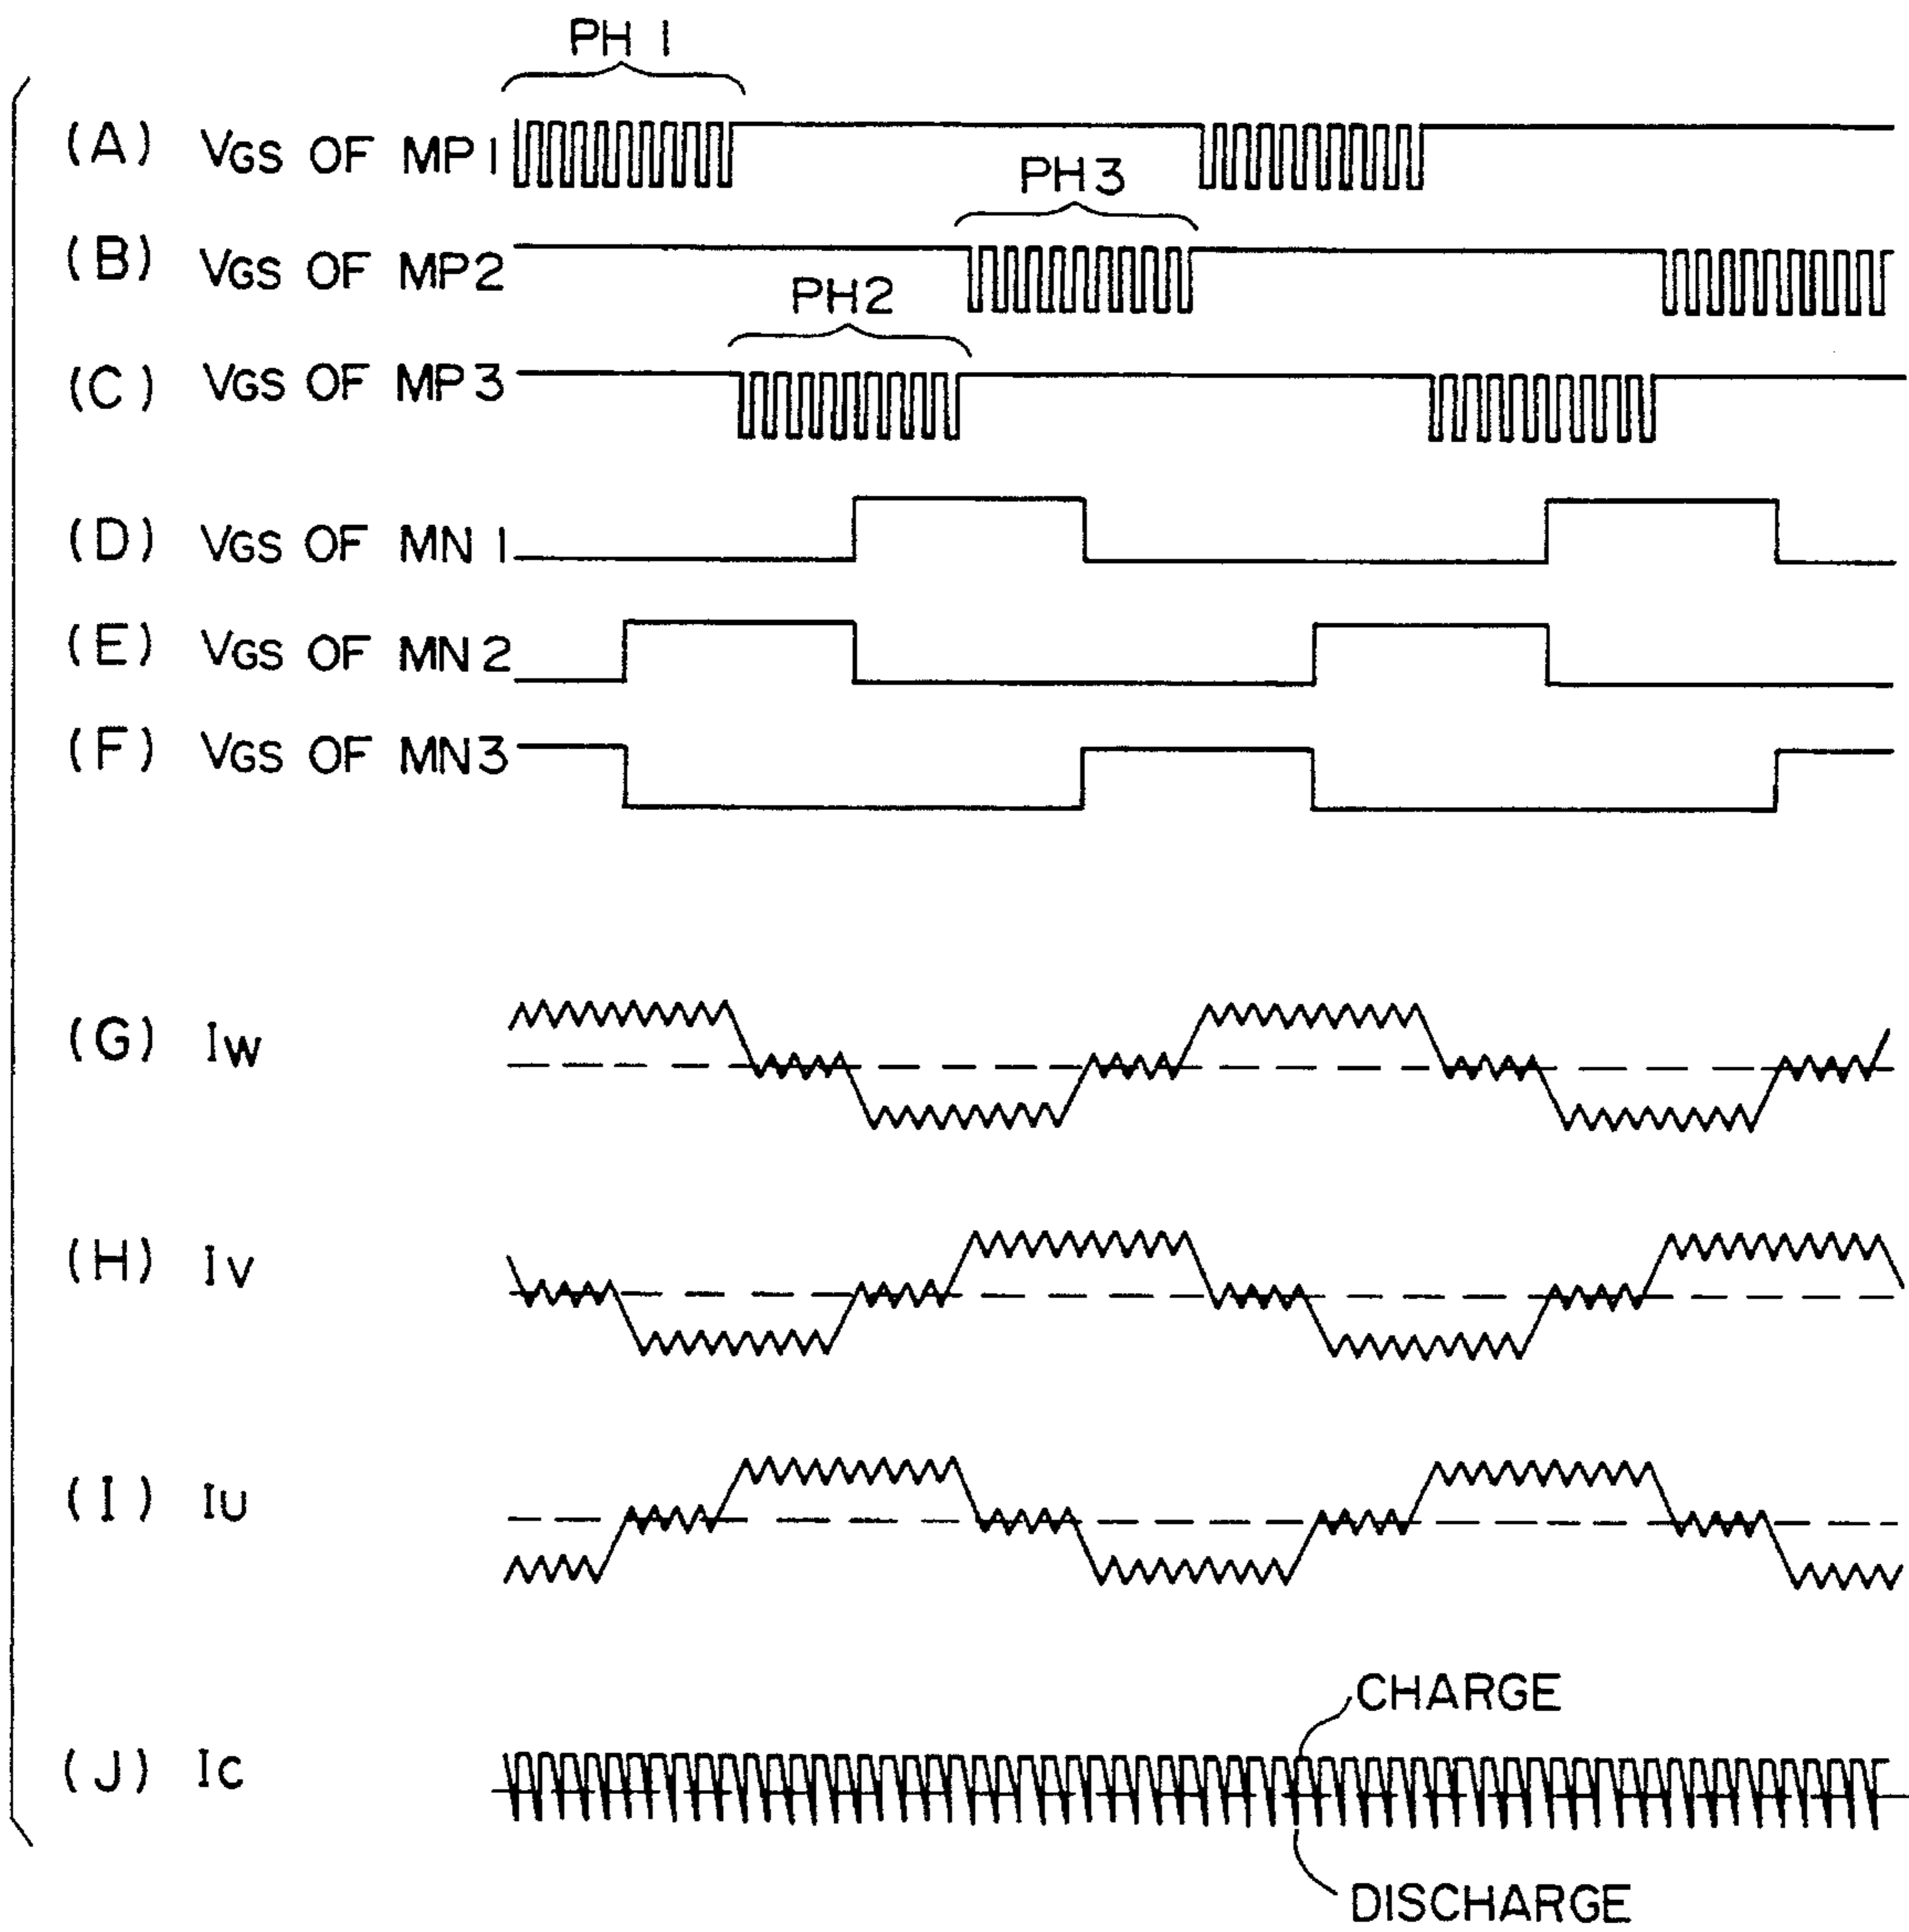 PH 1
(A) VGS OF MP1
PH3
(B) VGS OF MP2
PH2
(C) VGS OF MP3
(D) VGS OF MN 1
(E) VGS OF MN 2
(F) VGS OF MN3
(G) IW
(H) IV
(I) IU
CHARGE
(J) IC
DISCHARGE